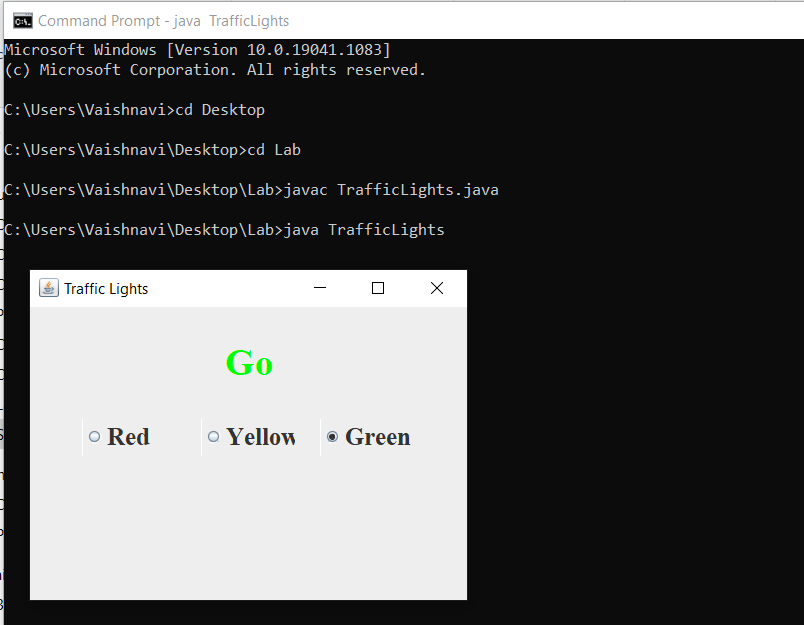 Command Prompt - java  TrafficLights
Microsoft Windows [Version 10.0.19041.1083]
(c) Microsoft Corporation. All rights reserved.
C:\Users\Vaishnavi>cd Desktop
C:\Users\Vaishnavi\Desktop>cd Lab
C:\Users\Vaishnavi\Desktop\Lab>javac TrafficLights.java
C:\Users\Vaishnavi\Desktop\Lab>java TrafficLights
Traffic Lights
Go
Red Yellow Green